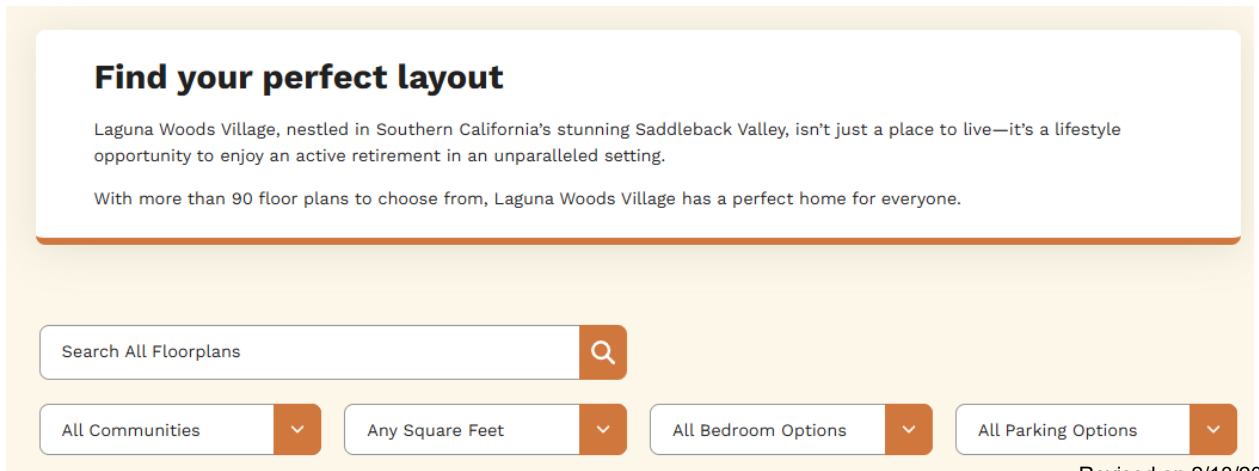 Find your perfect layout
Laguna Woods Village, nestled in Southern California’s stunning Saddleback Valley, isn’t just a place to live—it’s a lifestyle
opportunity to enjoy an active retirement in an unparalleled setting.
With more than 90 floor plans to choose from, Laguna Woods Village has a perfect home for everyone.
Search All Floorplans
All Communities
Any Square Feet
All Bedroom Options
All Parking Options